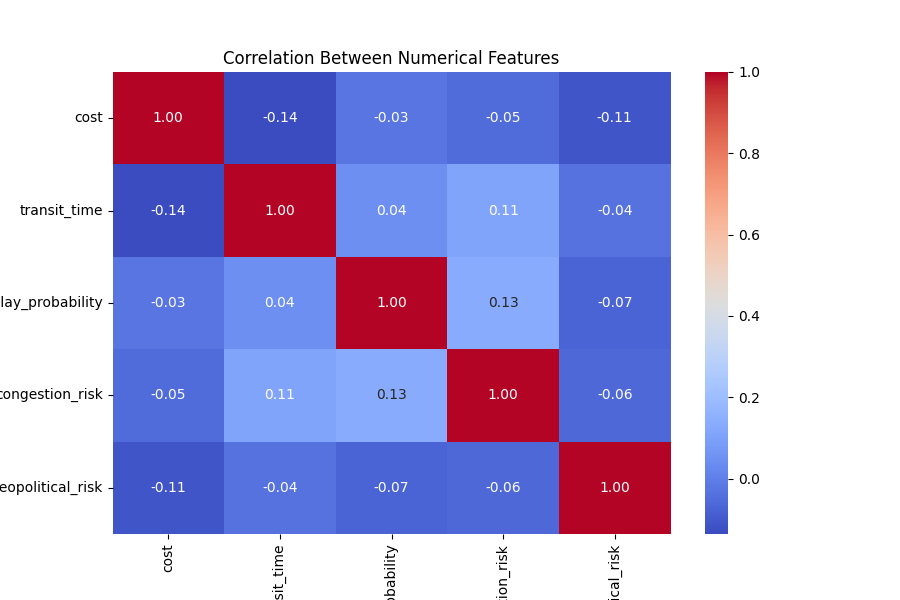 Correlation Between Numerical Features
cost 1.00 -0.14 -0.03 -0.05 -0.11
transit_time -0.14 1.00 0.04 0.11 -0.04
lay_probability -0.03 0.04 1.00 0.13 -0.07
congestion_risk -0.05 0.11 0.13 1.00 -0.06
eopolitical_risk -0.11 -0.04 -0.07 -0.06 1.00
cost
sit_time
obability
ion_risk
ical_risk
1.0
0.8
0.6
0.4
0.2
0.0